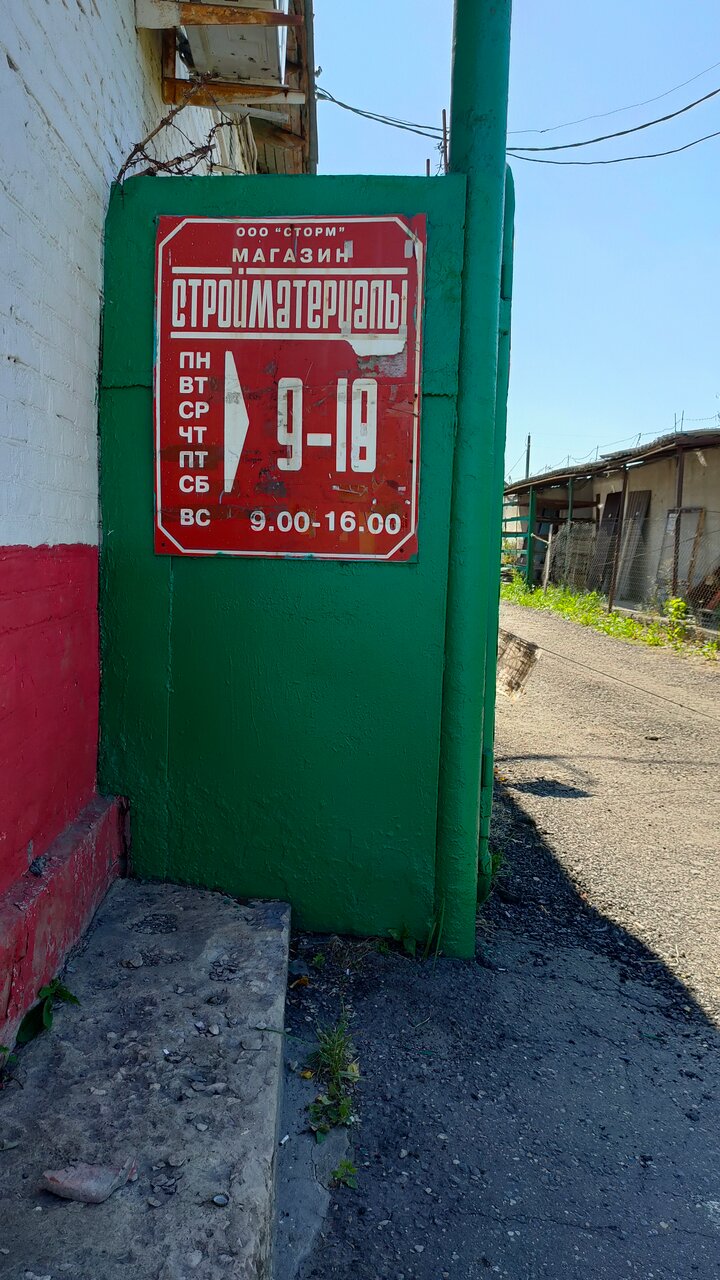 ООО "СТОРМ"
МАГАЗИН
СТРОЙМАТЕРИАЛЫ
ПН
ВТ
СР
ЧТ
ПТ
СБ
9-18
ВС 9.00-16.00